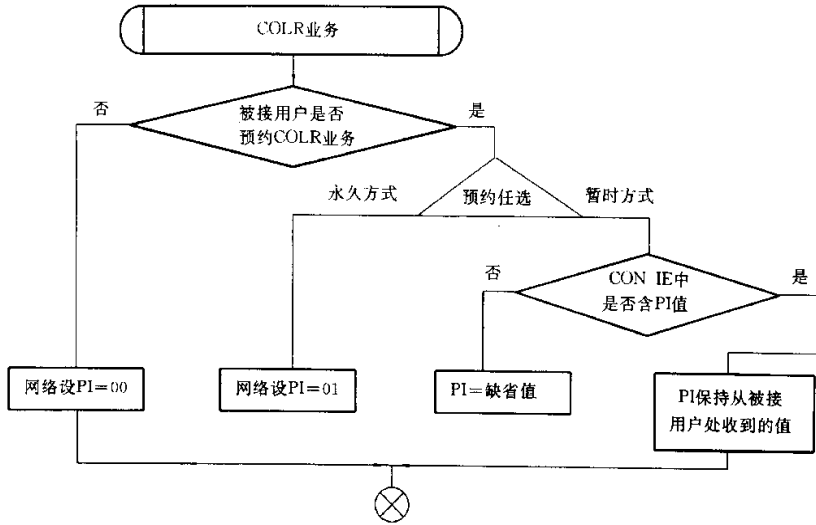 COLR业务
否
被接用户是否
是
预约COLR业务
永久方式
预约任选
暂时方式
否
CON IE中
是
是否含PI值
网络设PI=00
网络设PI=01
PI=缺省值
PI保持从被接
用户处收到的值